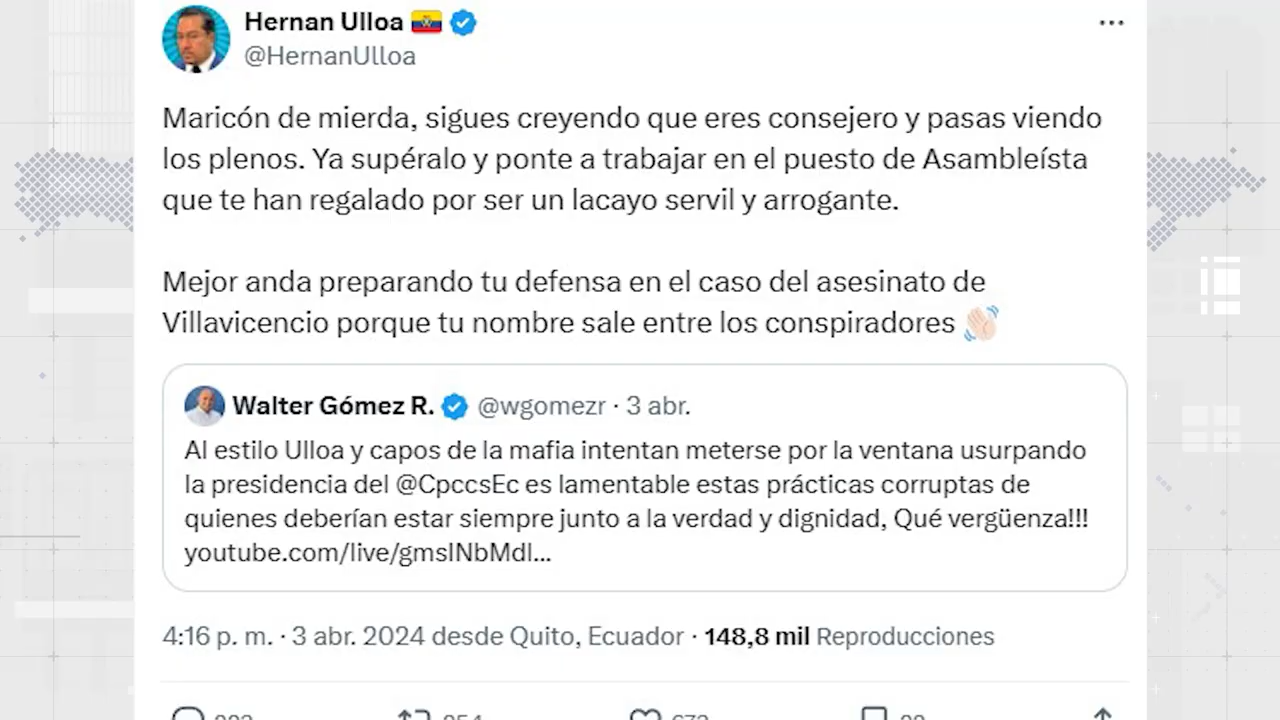 Hernan Ulloa
@HernanUlloa
Maricón de mierda, sigues creyendo que eres consejero y pasas viendo
los plenos. Ya supéralo y ponte a trabajar en el puesto de Asambleísta
que te han regalado por ser un lacayo servil y arrogante.
Mejor anda preparando tu defensa en el caso del asesinato de
Villavicencio porque tu nombre sale entre los conspiradores 👋🏻
Walter Gómez R. @wgomezr · 3 abr.
Al estilo Ulloa y capos de la mafia intentan meterse por la ventana usurpando
la presidencia del @CpccsEc es lamentable estas prácticas corruptas de
quienes deberían estar siempre junto a la verdad y dignidad, Qué vergüenza!!!
youtube.com/live/gmslNbMdl...
4:16 p. m. · 3 abr. 2024 desde Quito, Ecuador · 148,8 mil Reproducciones